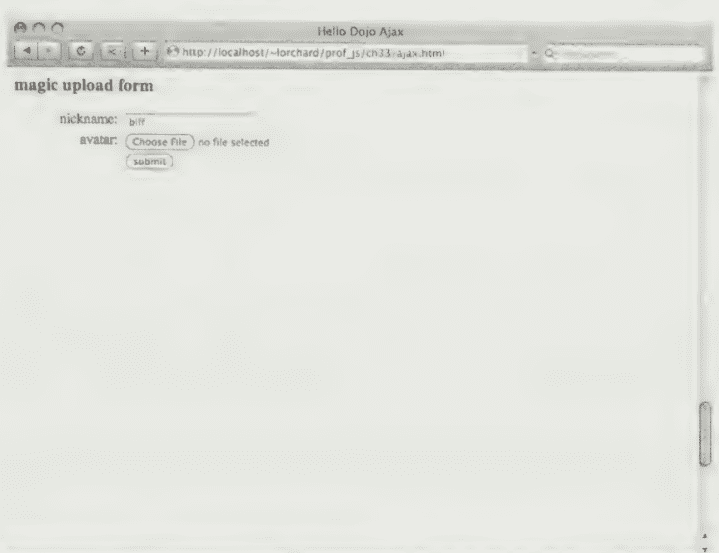 Hello Dojo Ajax
http://localhost/~lorchard/prof_js/ch33-ajax.html
magic upload form
nickname: biff
avatar: Choose File no file selected
submit